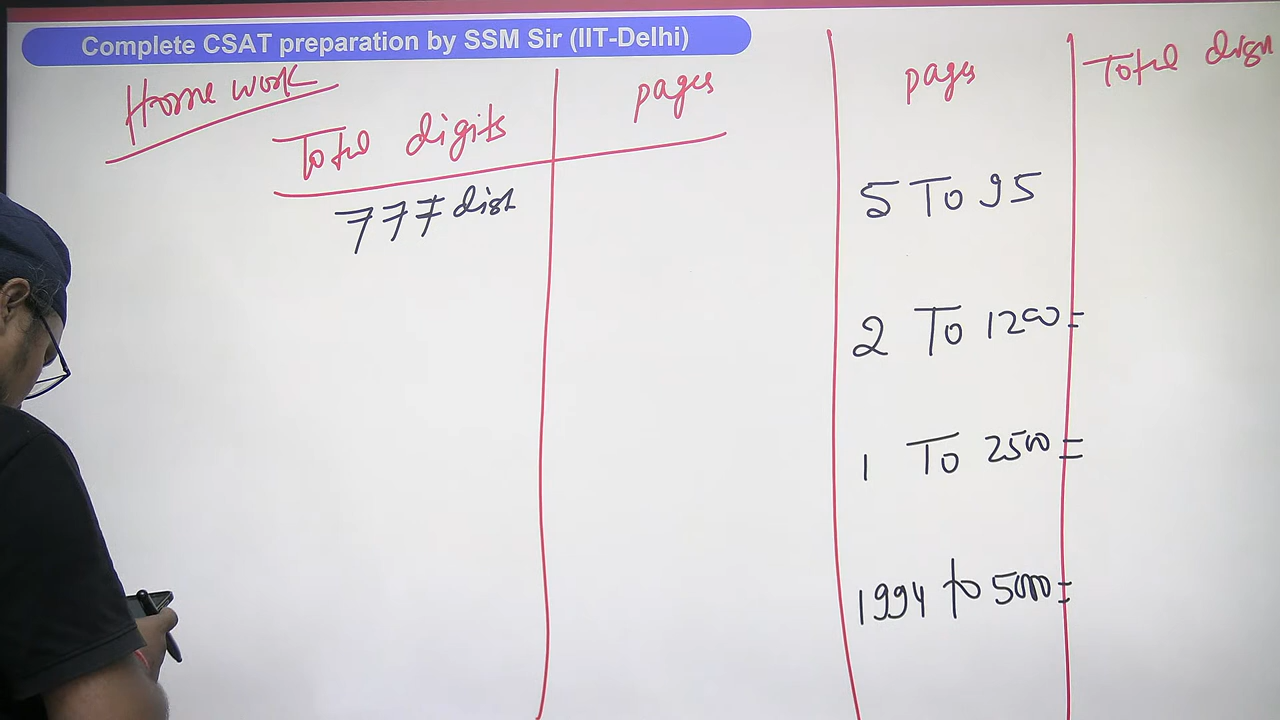 Complete CSAT preparation by SSM Sir (IIT-Delhi)
Home work
Total digits
pages
777 digit
pages
Total digit
5 To 95
2 To 1200 =
1 To 2500 =
1994 to 5000 =